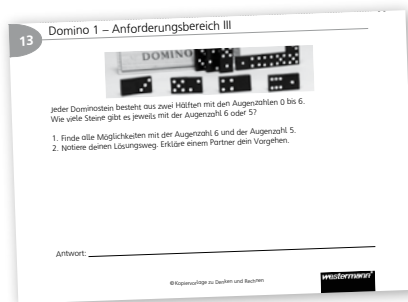 13
Domino 1 – Anforderungsbereich III
DOMINO
Jeder Dominostein besteht aus zwei Hälften mit den Augenzahlen 0 bis 6.
Wie viele Steine gibt es jeweils mit der Augenzahl 6 oder 5?
1. Finde alle Möglichkeiten mit der Augenzahl 6 und der Augenzahl 5.
2. Notiere deinen Lösungsweg. Erkläre einem Partner dein Vorgehen.
Antwort:
©Kopiervorlage zu Denken und Rechnen
westermann